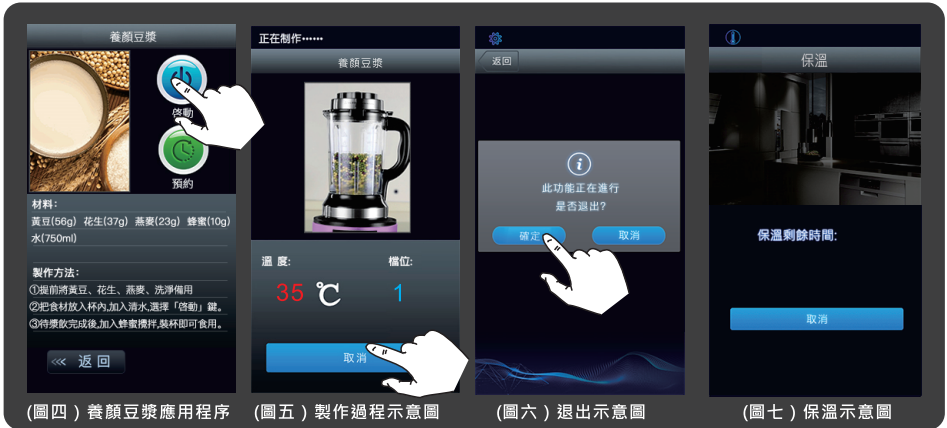 養顏豆漿
啓動
預約
材料:
黃豆(56g) 花生(37g) 燕麥(23g) 蜂蜜(10g)
水(750ml)
製作方法:
①提前將黃豆、花生、燕麥、洗淨備用
②把食材放入杯內,加入清水,選擇「啓動」鍵。
③待漿飲完成後,加入蜂蜜攪拌,裝杯即可食用。
<<< 返回
(圖四)養顏豆漿應用程序
正在制作······
養顏豆漿
溫 度:
檔位:
35 ℃
1
取消
(圖五)製作過程示意圖
返回
此功能正在進行
是否退出?
確定
取消
(圖六)退出示意圖
保溫
保溫剩餘時間:
取消
(圖七)保溫示意圖